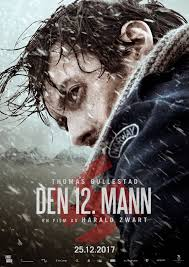 THOMAS GULLESTAD
DEN 12. MANN
EN FILM AV HARALD ZWART
25.12.2017